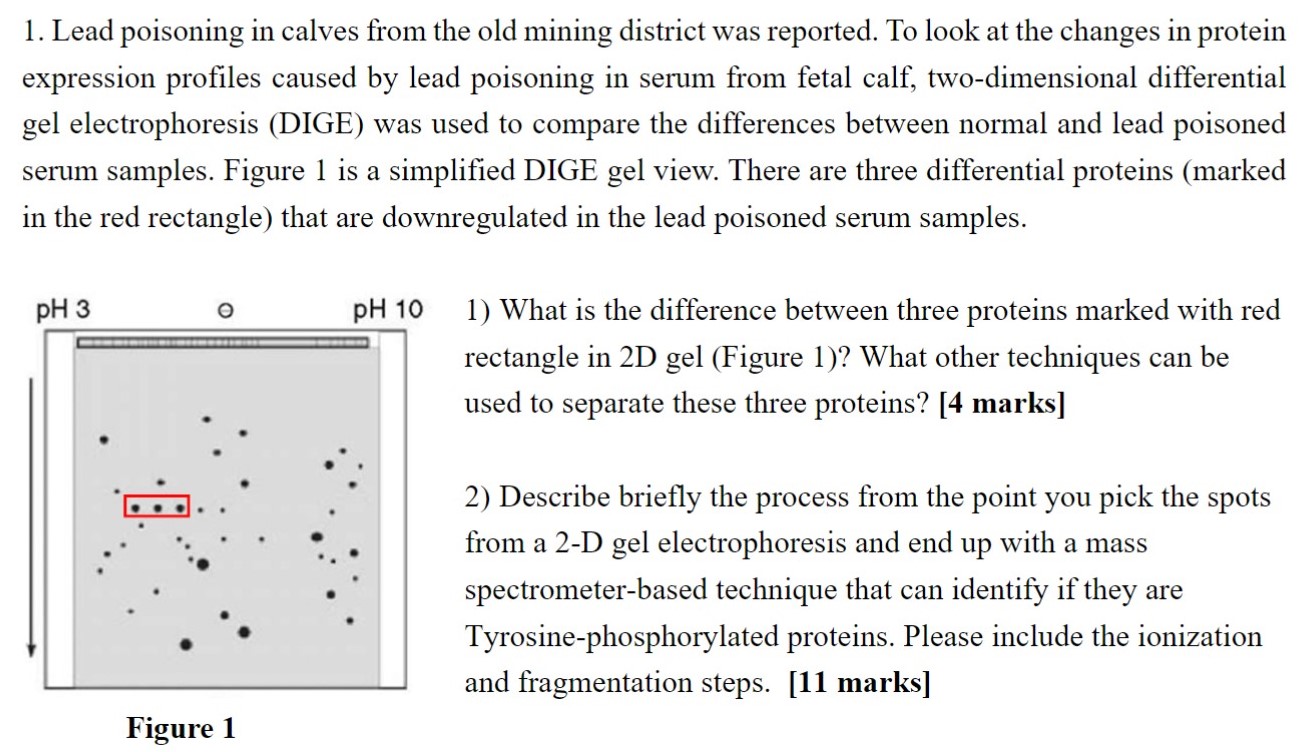 1. Lead poisoning in calves from the old mining district was reported. To look at the changes in protein
expression profiles caused by lead poisoning in serum from fetal calf, two-dimensional differential
gel electrophoresis (DIGE) was used to compare the differences between normal and lead poisoned
serum samples. Figure 1 is a simplified DIGE gel view. There are three differential proteins (marked
in the red rectangle) that are downregulated in the lead poisoned serum samples.
pH 3 ⊖ pH 10
Figure 1
1) What is the difference between three proteins marked with red
rectangle in 2D gel (Figure 1)? What other techniques can be
used to separate these three proteins? [4 marks]
2) Describe briefly the process from the point you pick the spots
from a 2-D gel electrophoresis and end up with a mass
spectrometer-based technique that can identify if they are
Tyrosine-phosphorylated proteins. Please include the ionization
and fragmentation steps. [11 marks]